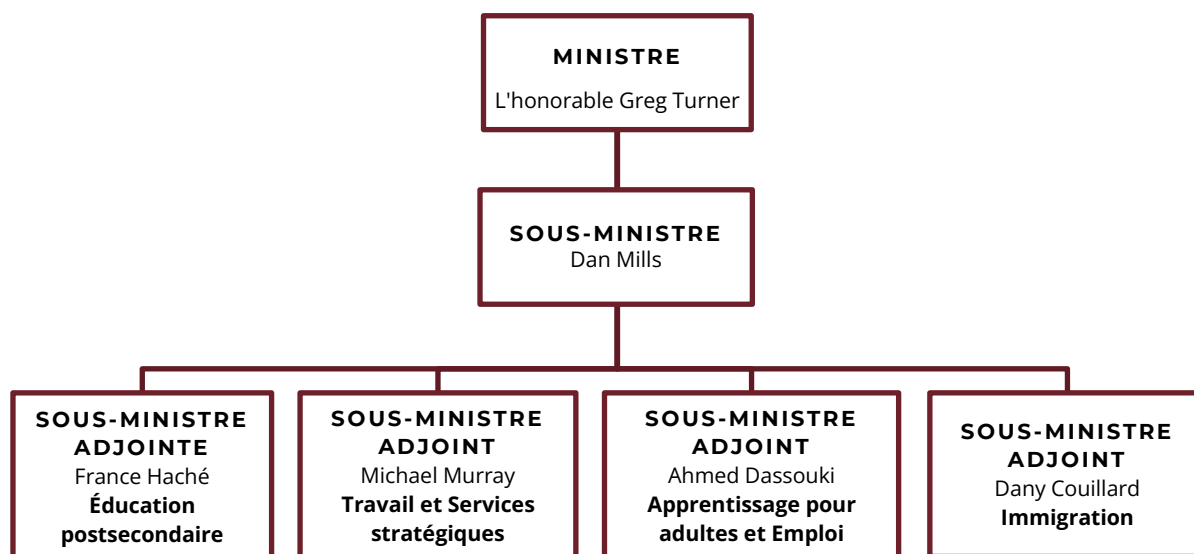 MINISTRE
L'honorable Greg Turner
SOUS-MINISTRE
Dan Mills
SOUS-MINISTRE
ADJOINTE
France Haché
Éducation
postsecondaire
SOUS-MINISTRE
ADJOINT
Michael Murray
Travail et Services
stratégiques
SOUS-MINISTRE
ADJOINT
Ahmed Dassouki
Apprentissage pour
adultes et Emploi
SOUS-MINISTRE
ADJOINT
Dany Couillard
Immigration